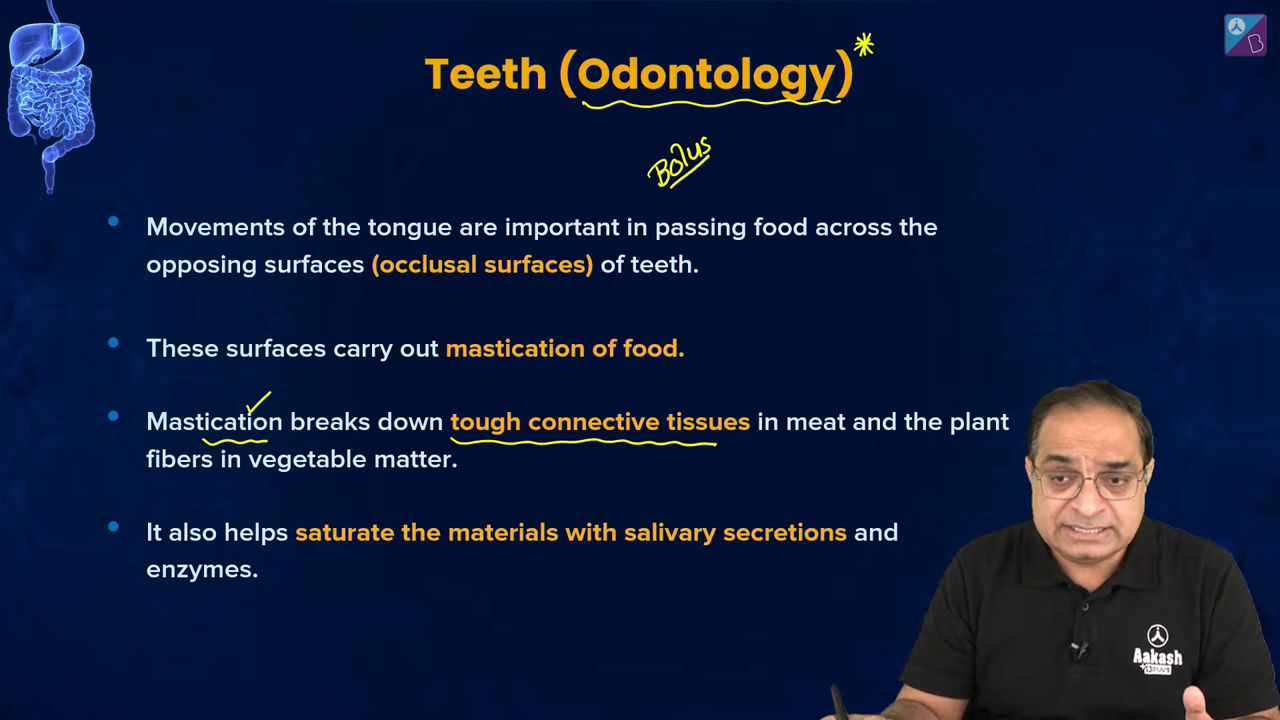 Teeth (Odontology)*
Bolus
• Movements of the tongue are important in passing food across the
opposing surfaces (occlusal surfaces) of teeth.
• These surfaces carry out mastication of food.
• Mastication breaks down tough connective tissues in meat and the plant
fibers in vegetable matter.
• It also helps saturate the materials with salivary secretions and
enzymes.
Aakash
+BYJU'S
B